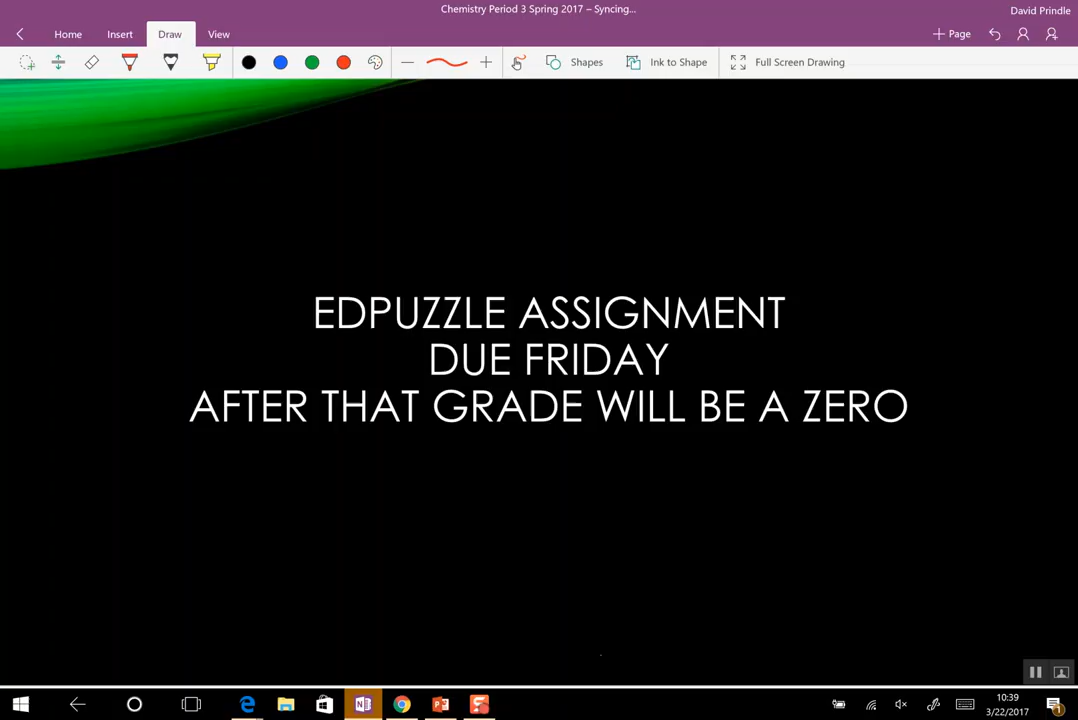 Chemistry Period 3 Spring 2017 – Syncing...
David Prindle
Home Insert Draw View
Page
Shapes Ink to Shape Full Screen Drawing
EDPUZZLE ASSIGNMENT
DUE FRIDAY
AFTER THAT GRADE WILL BE A ZERO
10:39
3/22/2017